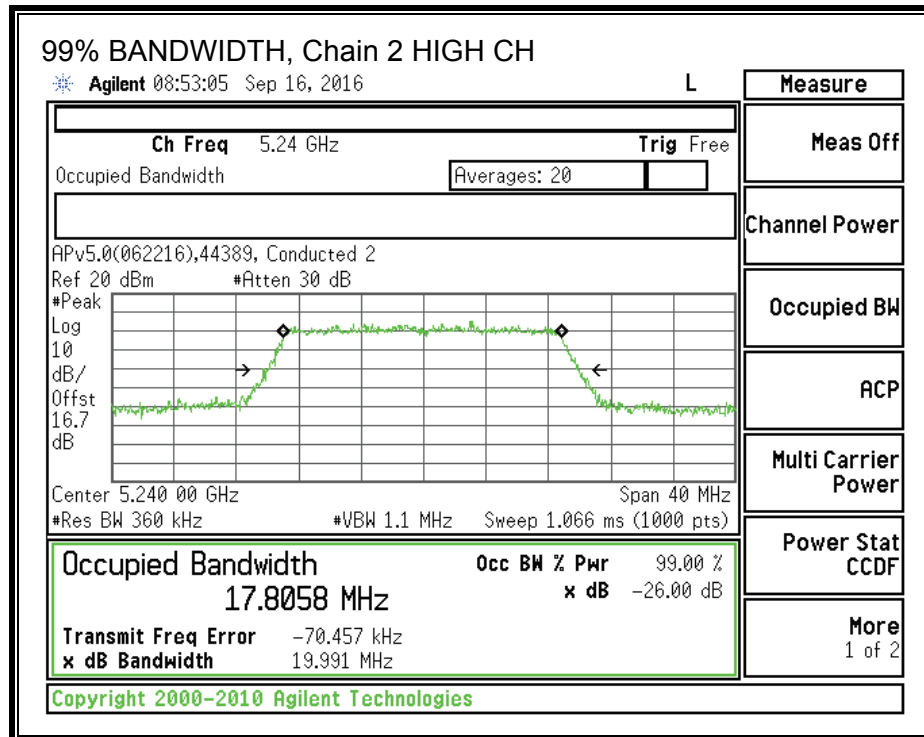 99% BANDWIDTH, Chain 2 HIGH CH
Agilent 08:53:05 Sep 16, 2016 L
Measure
Ch Freq 5.24 GHz Trig Free
Meas Off
Occupied Bandwidth Averages: 20
Channel Power
APv5.0(062216),44389, Conducted 2
Ref 20 dBm #Atten 30 dB
#Peak
Log
10
dB/
Offst
16.7
dB
Occupied BW
ACP
Multi Carrier
Power
Center 5.240 00 GHz Span 40 MHz
#Res BW 360 kHz #VBW 1.1 MHz Sweep 1.066 ms (1000 pts)
Power Stat
CCDF
Occupied Bandwidth Occ BW % Pwr 99.00 %
17.8058 MHz x dB -26.00 dB
Transmit Freq Error -70.457 kHz
x dB Bandwidth 19.991 MHz
More
1 of 2
Copyright 2000-2010 Agilent Technologies